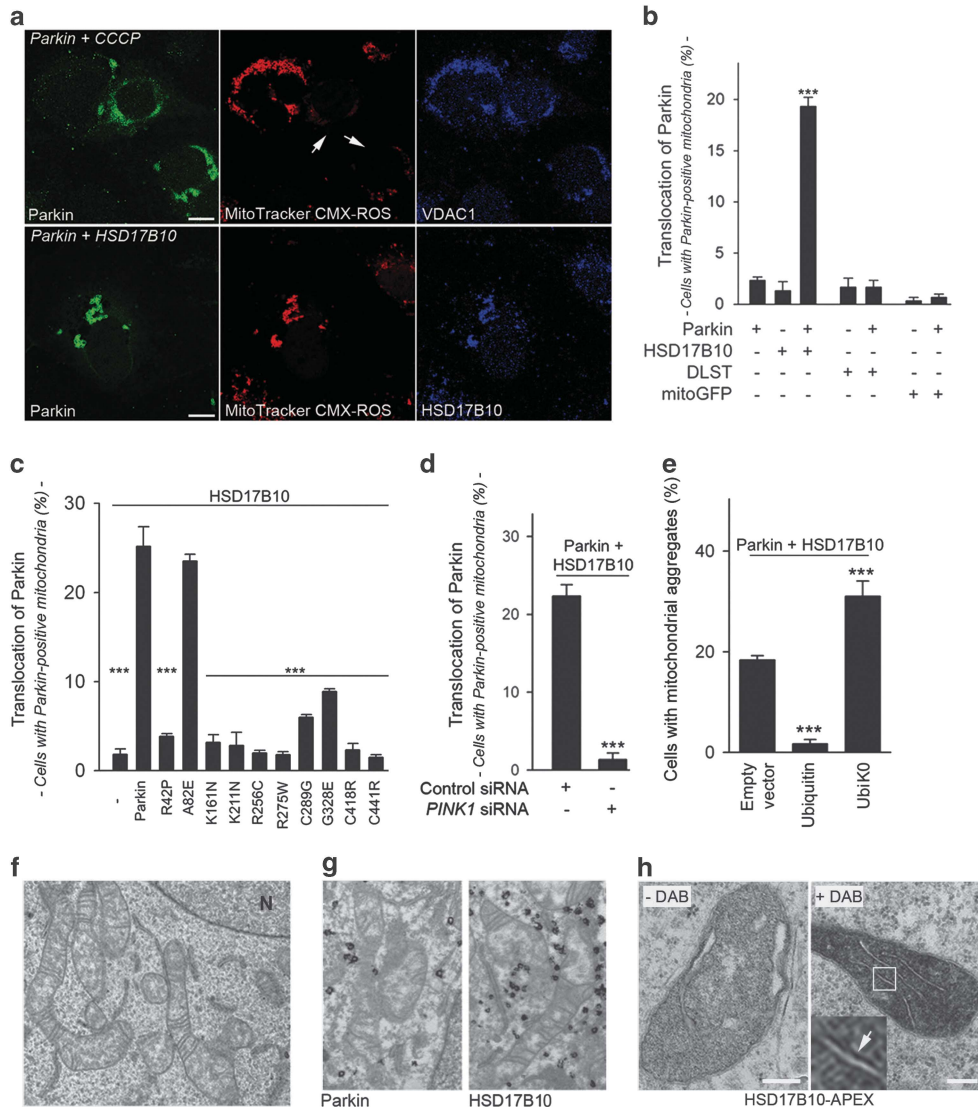 a
Parkin + CCCP
Parkin
MitoTracker CMX-ROS
VDAC1
Parkin + HSD17B10
Parkin
MitoTracker CMX-ROS
HSD17B10
b
Translocation of Parkin
- Cells with Parkin-positive mitochondria (%) -
20
15
10
5
0
Parkin + - + - + - +
HSD17B10 - + + - - - -
DLST - - - + + - -
mitoGFP - - - - - + +
***
c
HSD17B10
Translocation of Parkin
- Cells with Parkin-positive mitochondria (%) -
30
20
10
0
*** *** ***
-
Parkin
R42P
A82E
K161N
K211N
R256C
R275W
C289G
G328E
C418R
C441R
d
Translocation of Parkin
- Cells with Parkin-positive mitochondria (%) -
30
20
10
0
Parkin +
HSD17B10
***
Control siRNA + -
PINK1 siRNA - +
e
Cells with mitochondrial aggregates (%)
40
20
0
Parkin + HSD17B10
***
***
Empty
vector
Ubiquitin
UbiK0
f
N
g
Parkin
HSD17B10
h
- DAB
+ DAB
HSD17B10-APEX